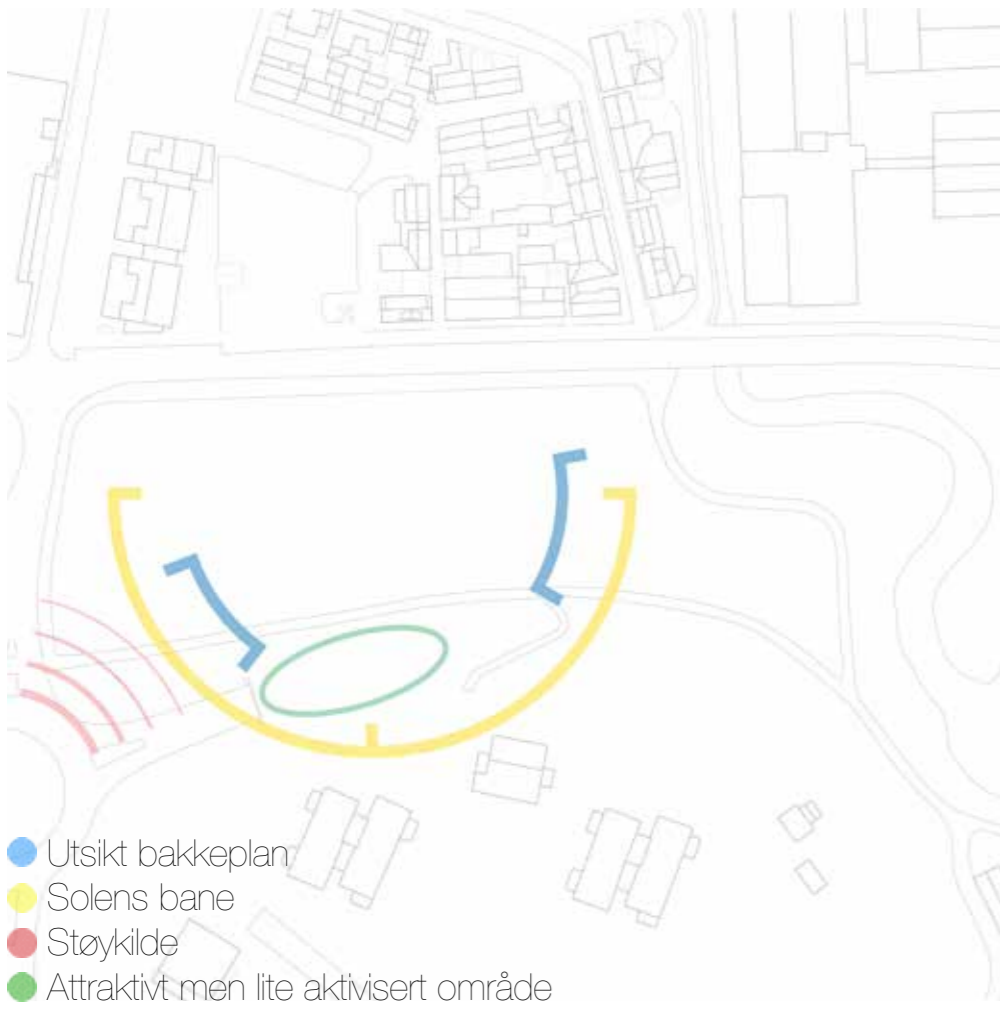 Utsikt bakkeplan
Solens bane
Støykilde
Attraktivt men lite aktivisert område